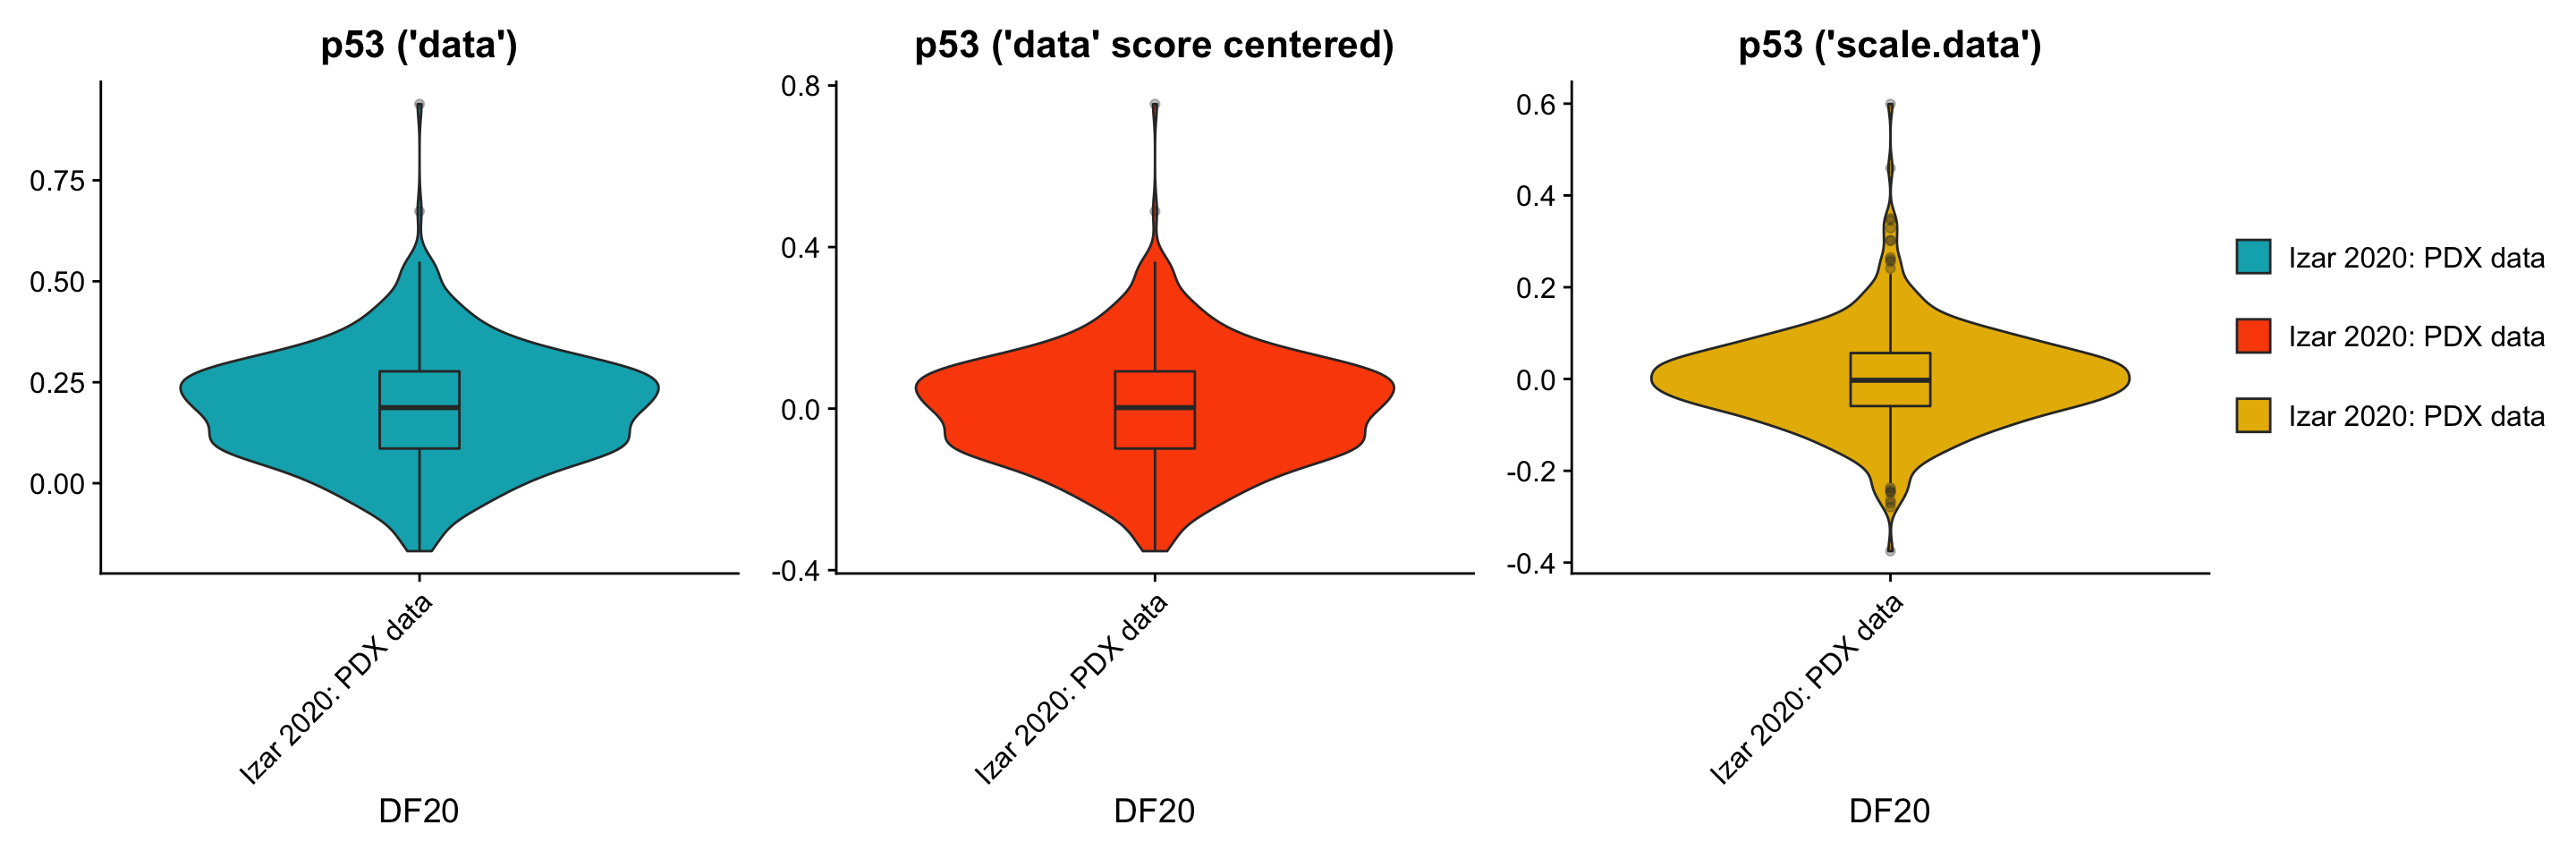 p53 ('data')
0.75
0.50
0.25
0.00
Izar 2020: PDX data
DF20
p53 ('data' score centered)
0.8
0.4
0.0
-0.4
Izar 2020: PDX data
DF20
p53 ('scale.data')
0.6
0.4
0.2
0.0
-0.2
-0.4
Izar 2020: PDX data
DF20
Izar 2020: PDX data
Izar 2020: PDX data
Izar 2020: PDX data